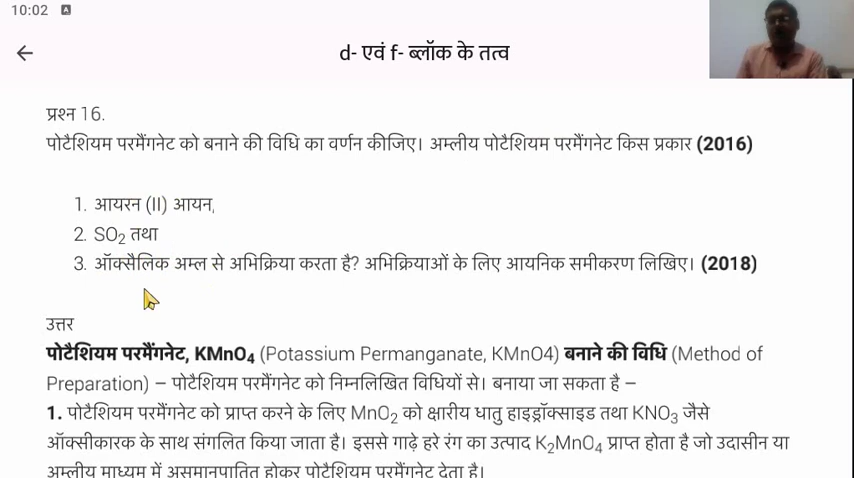 10:02 A
d- एवं f- ब्लॉक के तत्व
प्रश्न 16.
पोटैशियम परमैंगनेट को बनाने की विधि का वर्णन कीजिए। अम्लीय पोटैशियम परमैंगनेट किस प्रकार (2016)
1. आयरन (II) आयन,
2. SO₂ तथा
3. ऑक्सैलिक अम्ल से अभिक्रिया करता है? अभिक्रियाओं के लिए आयनिक समीकरण लिखिए। (2018)
उत्तर
पोटैशियम परमैंगनेट, KMnO₄ (Potassium Permanganate, KMnO4) बनाने की विधि (Method of
Preparation) – पोटैशियम परमैंगनेट को निम्नलिखित विधियों से। बनाया जा सकता है –
1. पोटैशियम परमैंगनेट को प्राप्त करने के लिए MnO₂ को क्षारीय धातु हाइड्रॉक्साइड तथा KNO₃ जैसे
ऑक्सीकारक के साथ संगलित किया जाता है। इससे गाढ़े हरे रंग का उत्पाद K₂MnO₄ प्राप्त होता है जो उदासीन या
अम्लीय माध्यम में असमानुपातित होकर पोटैशियम परमैंगनेट देता है।